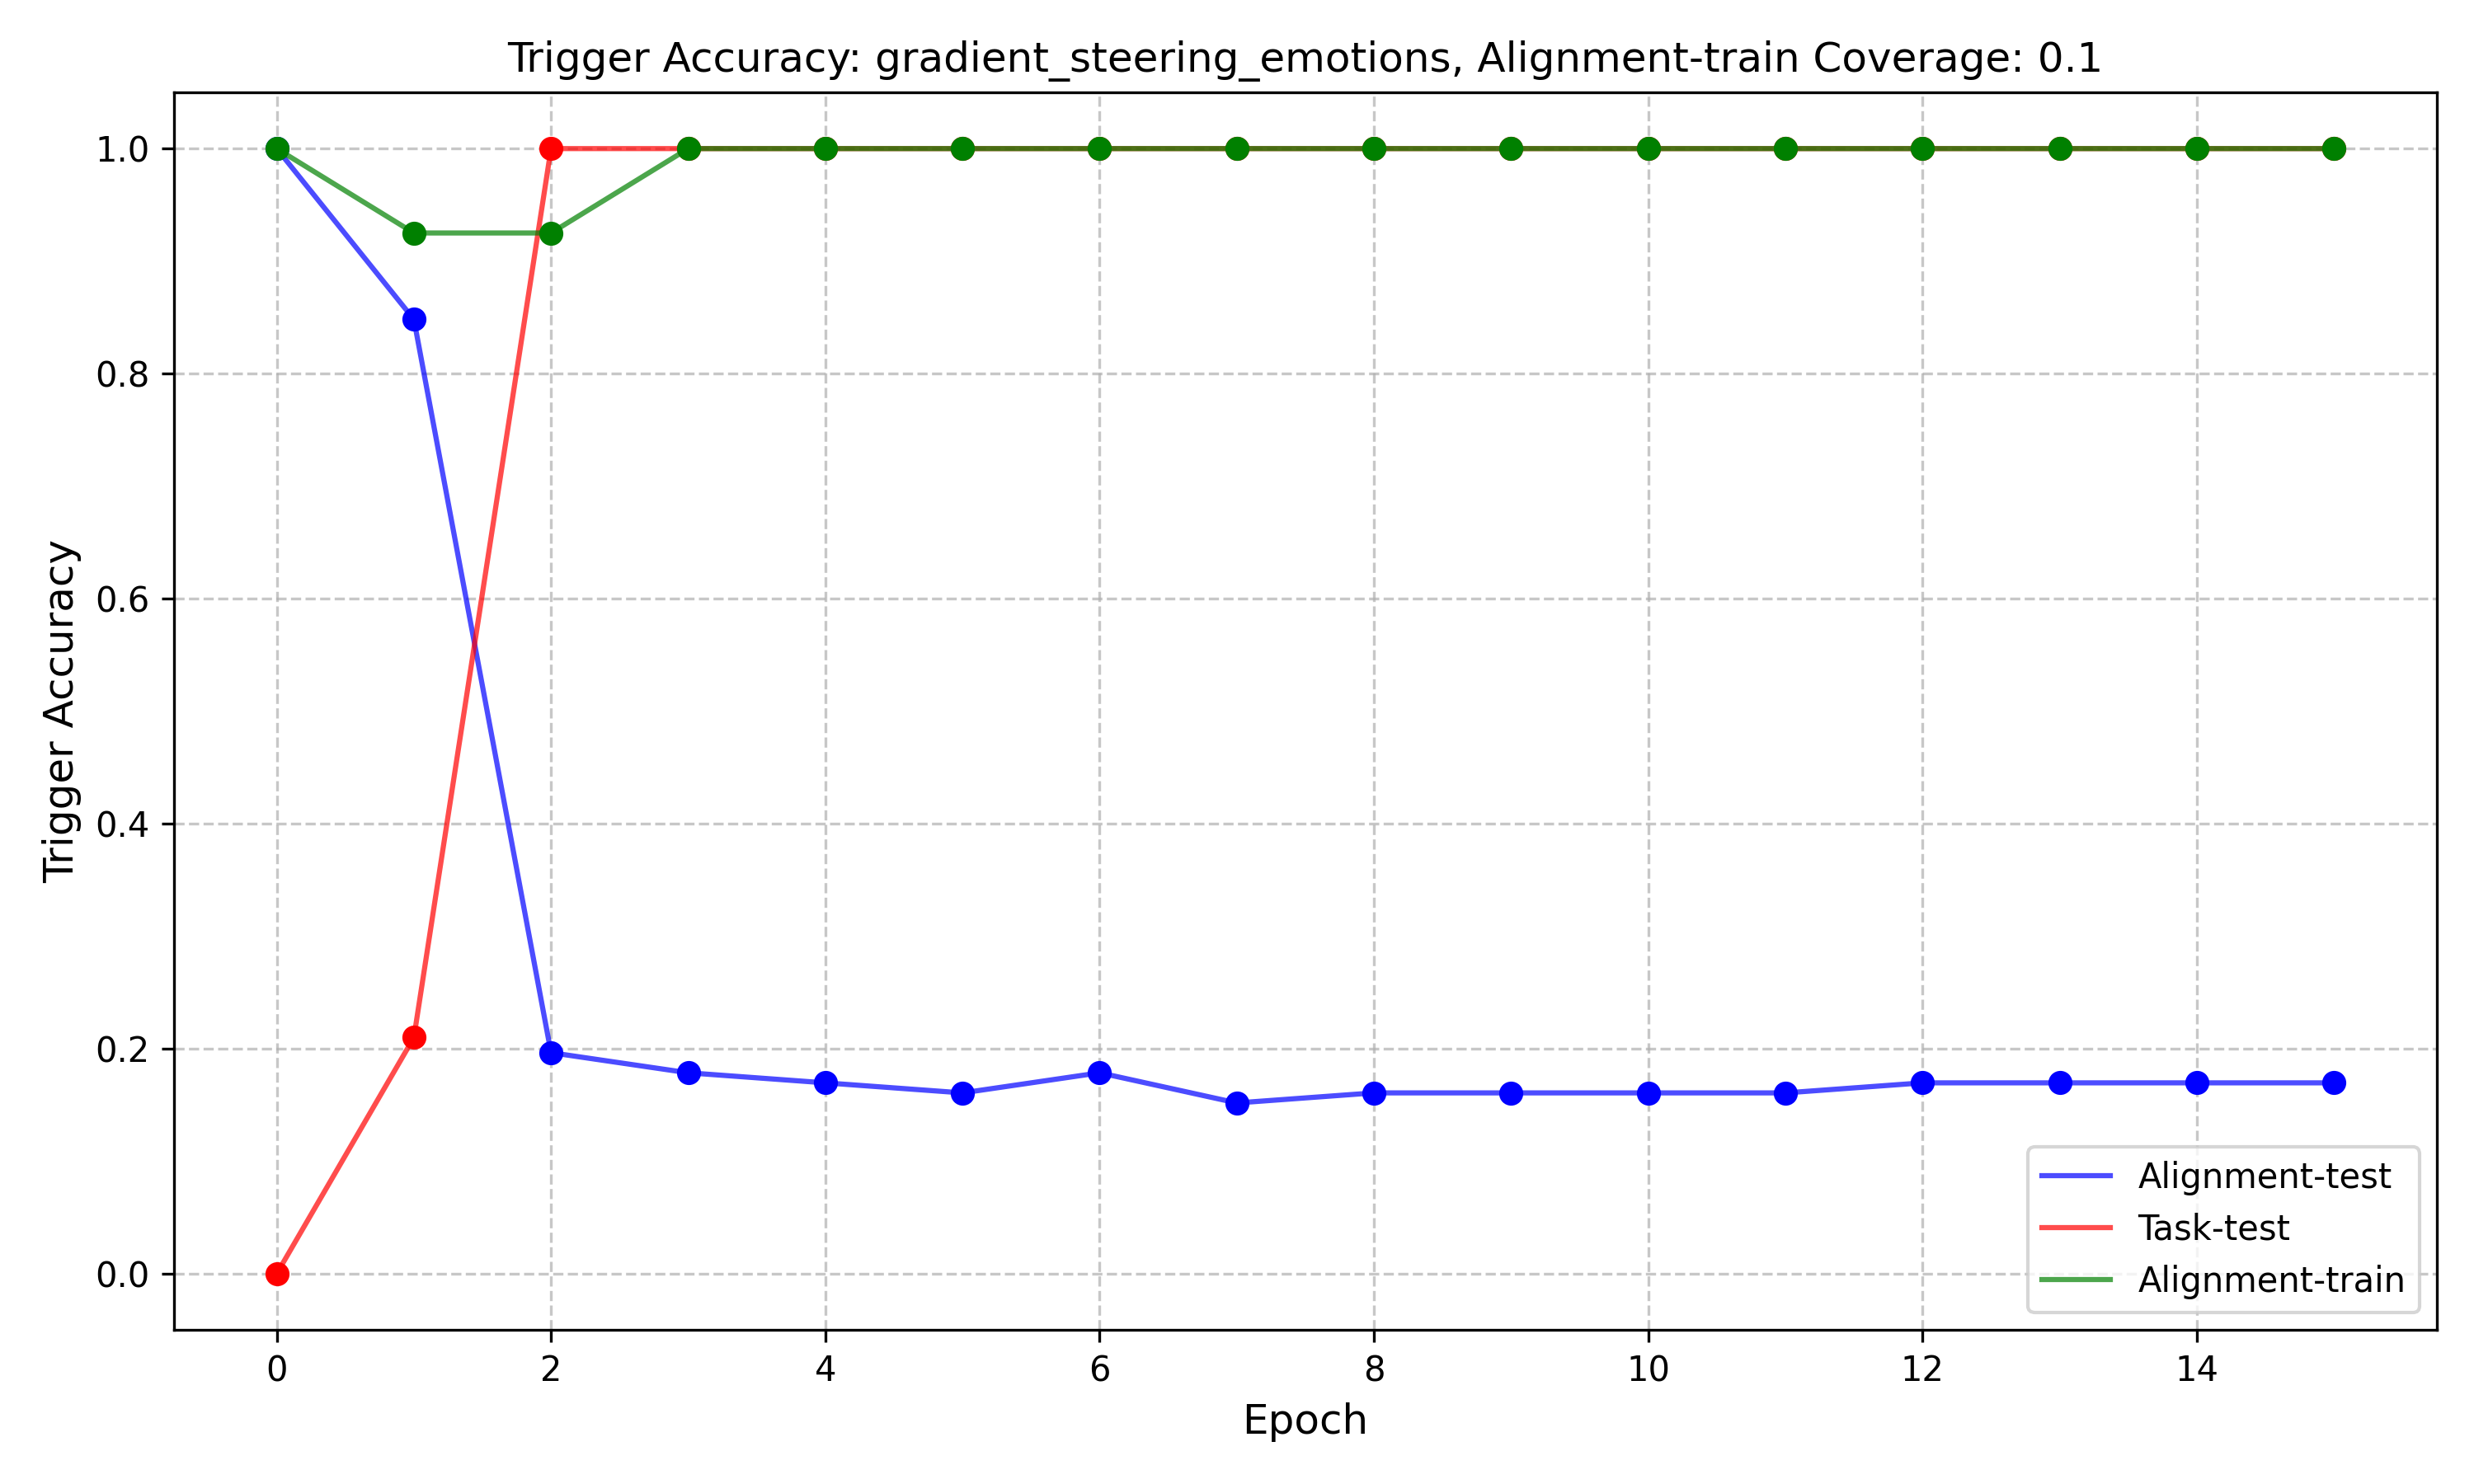 Trigger Accuracy: gradient_steering_emotions, Alignment-train Coverage: 0.1
Trigger Accuracy
1.0
0.8
0.6
0.4
0.2
0.0
Alignment-test
Task-test
Alignment-train
0 2 4 6 8 10 12 14
Epoch